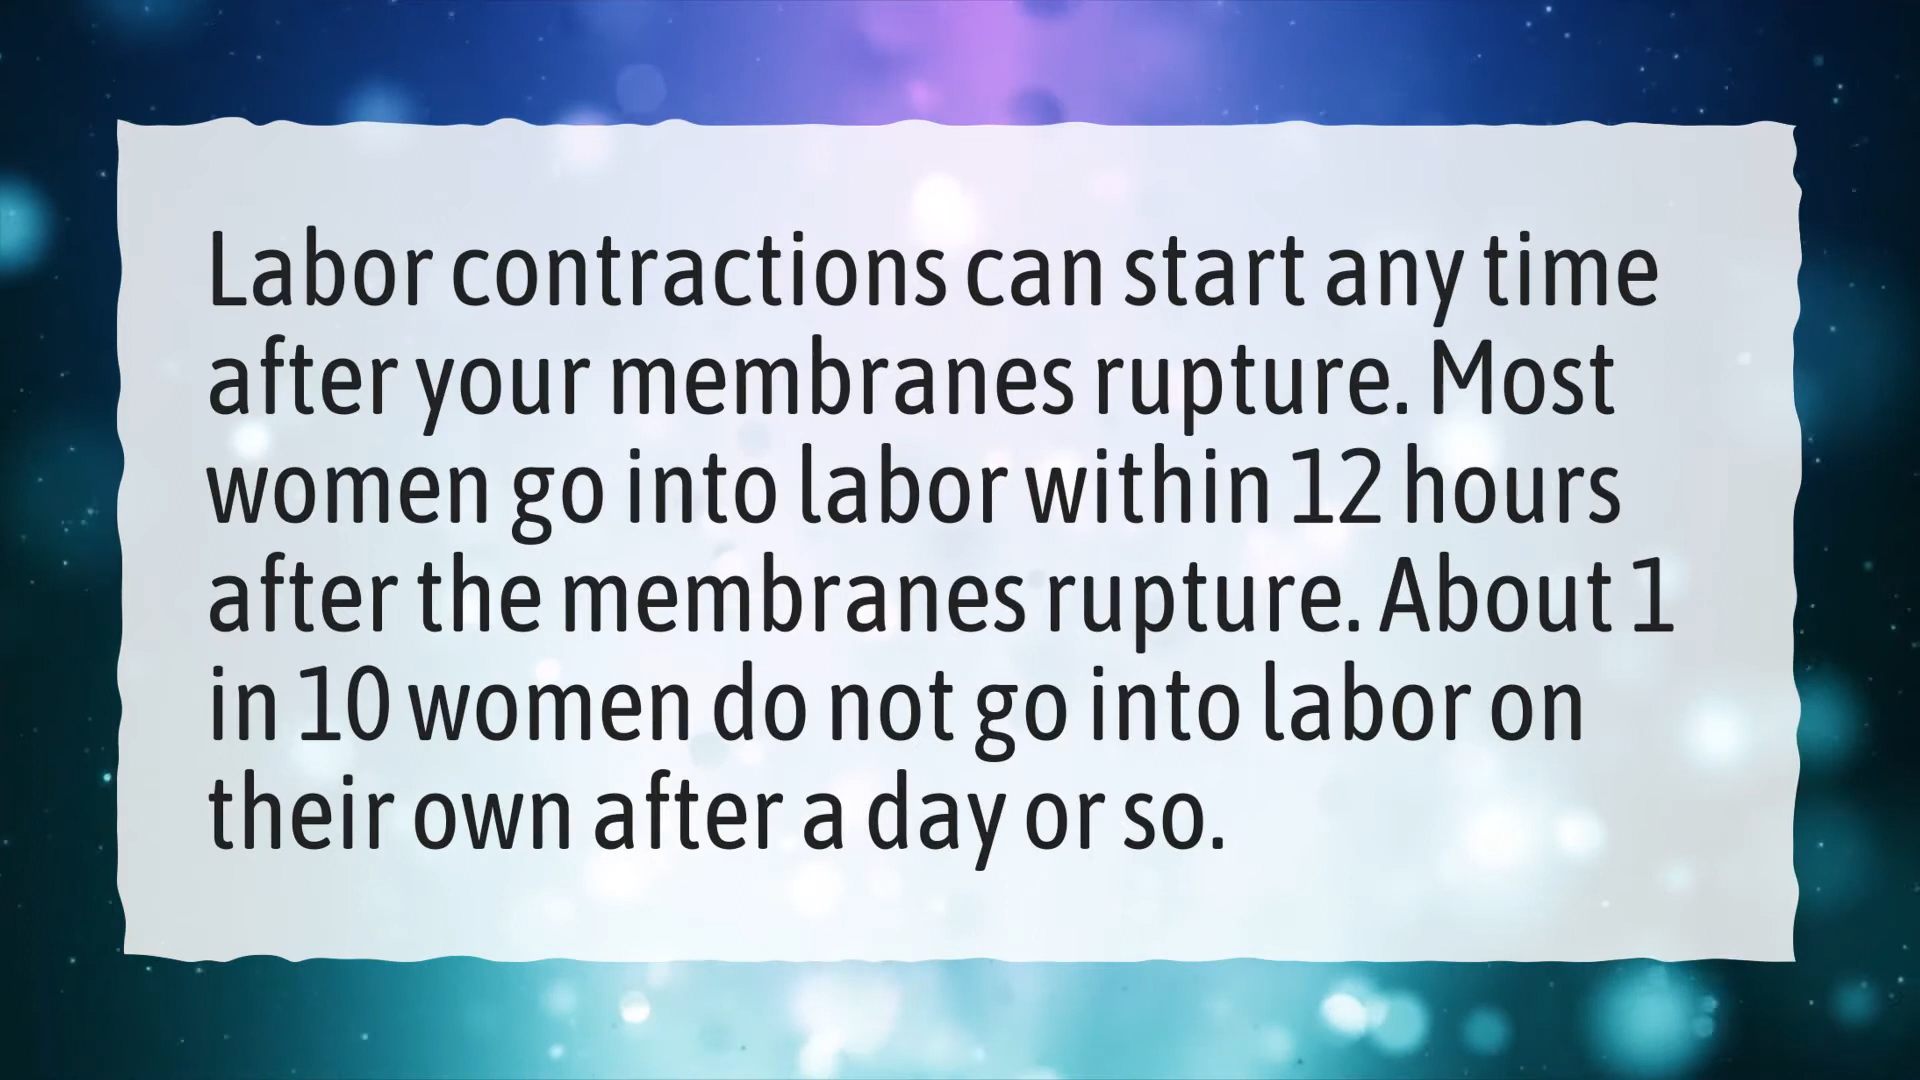 Labor contractions can start any time
after your membranes rupture. Most
women go into labor within 12 hours
after the membranes rupture. About 1
in 10 women do not go into labor on
their own after a day or so.